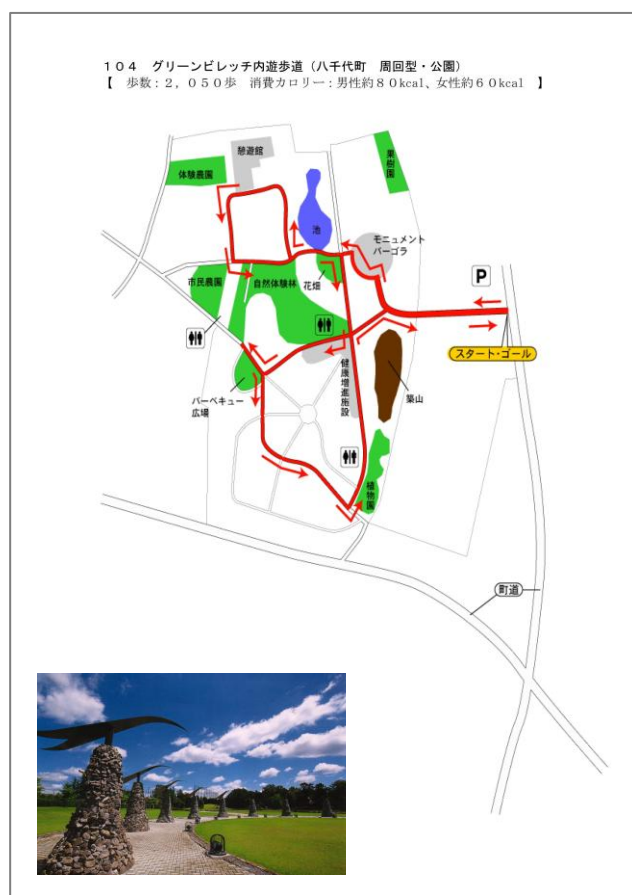 104 グリーンビレッチ内遊歩道（八千代町 周回型・公園）
【 歩数：2，050歩 消費カロリー：男性約80kcal、女性約60kcal 】
憩遊館
果樹園
体験農園
池
モニュメント
パーゴラ
P
市民農園
自然体験林
花畑
スタート・ゴール
健康増進施設
バーベキュー
広場
築山
植物園
町道